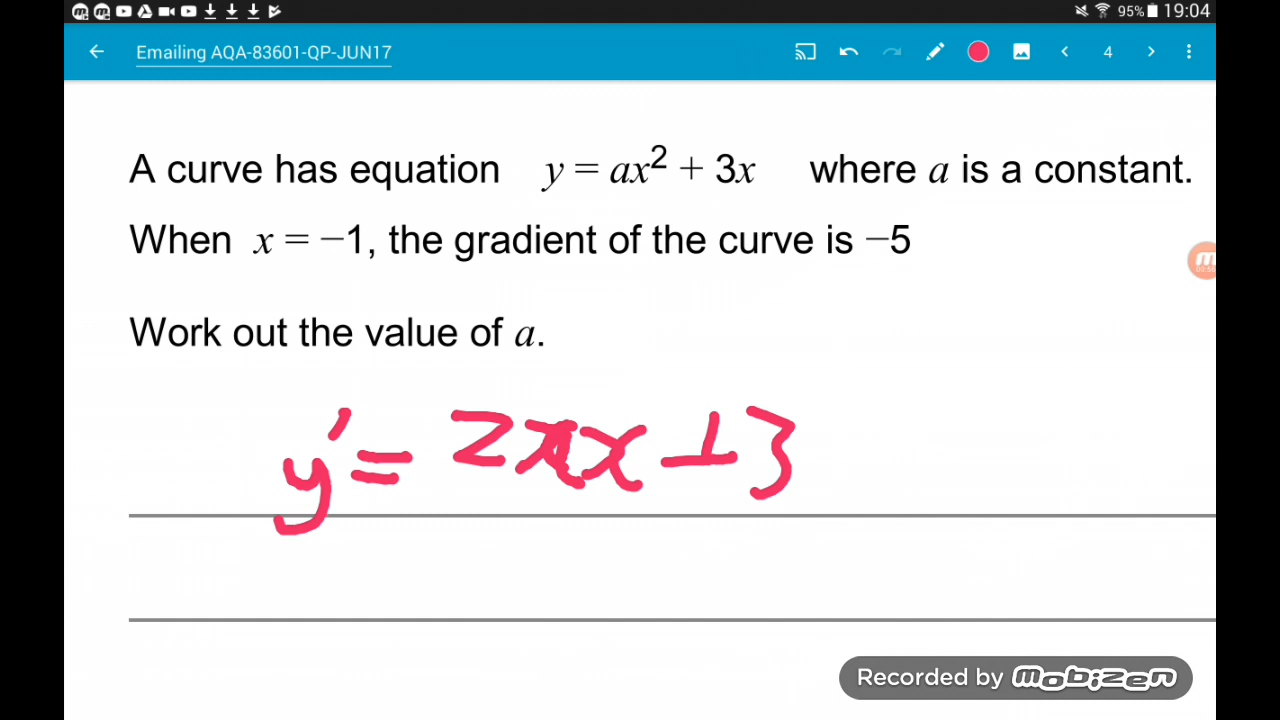 95% 19:04
Emailing AQA-83601-QP-JUN17 4
A curve has equation y = ax² + 3x where a is a constant.
When x = −1, the gradient of the curve is −5
Work out the value of a.
y' = 2ax + 3
Recorded by mobizen